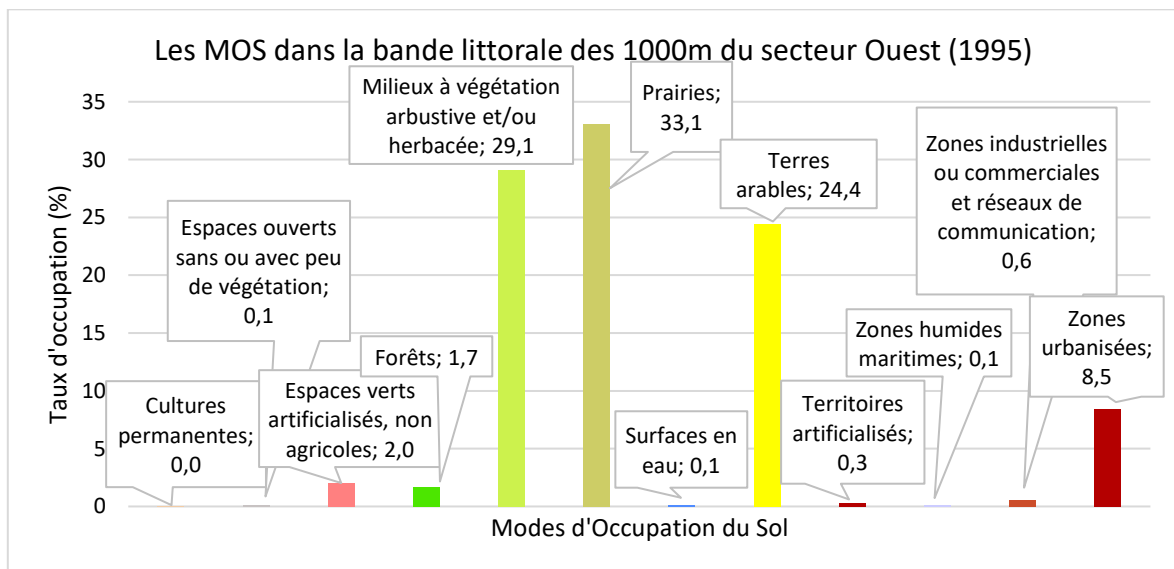 Les MOS dans la bande littorale des 1000m du secteur Ouest (1995)
Taux d'occupation (%)
35
30
25
20
15
10
5
0
Cultures
permanentes;
0,0
Espaces ouverts
sans ou avec peu
de végétation;
0,1
Espaces verts
artificialisés, non
agricoles; 2,0
Forêts; 1,7
Milieux à végétation
arbustive et/ou
herbacée; 29,1
Prairies;
33,1
Surfaces en
eau; 0,1
Terres
arables; 24,4
Territoires
artificialisés;
0,3
Zones humides
maritimes; 0,1
Zones industrielles
ou commerciales
et réseaux de
communication;
0,6
Zones
urbanisées;
8,5
Modes d'Occupation du Sol